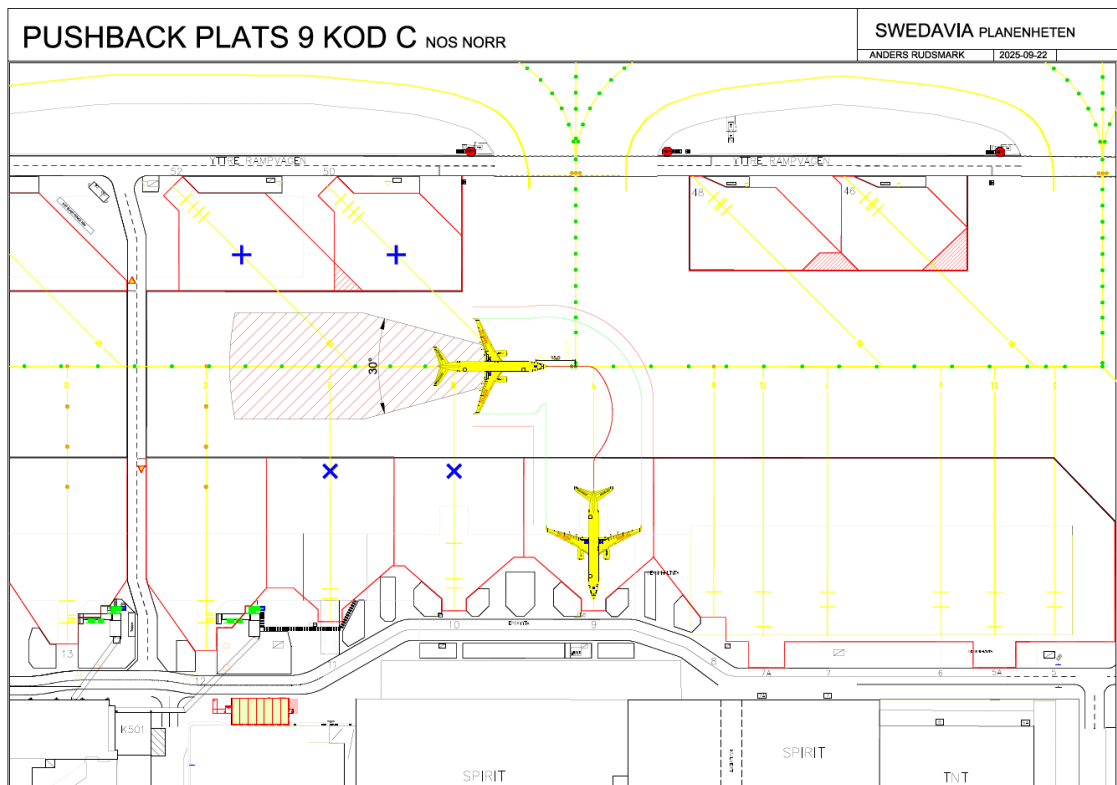 PUSHBACK PLATS 9 KOD C NOS NORR
SWEDAVIA PLANENHETEN
ANDERS RUDSMARK 2025-09-22
YTTRE RAMPVÄGEN YTTRE RAMPVÄGEN
52 50 48 46
30°
13 12 11 10 9 8 7A 7 6 5A 5
K501
SPIRIT SPIRIT TNT